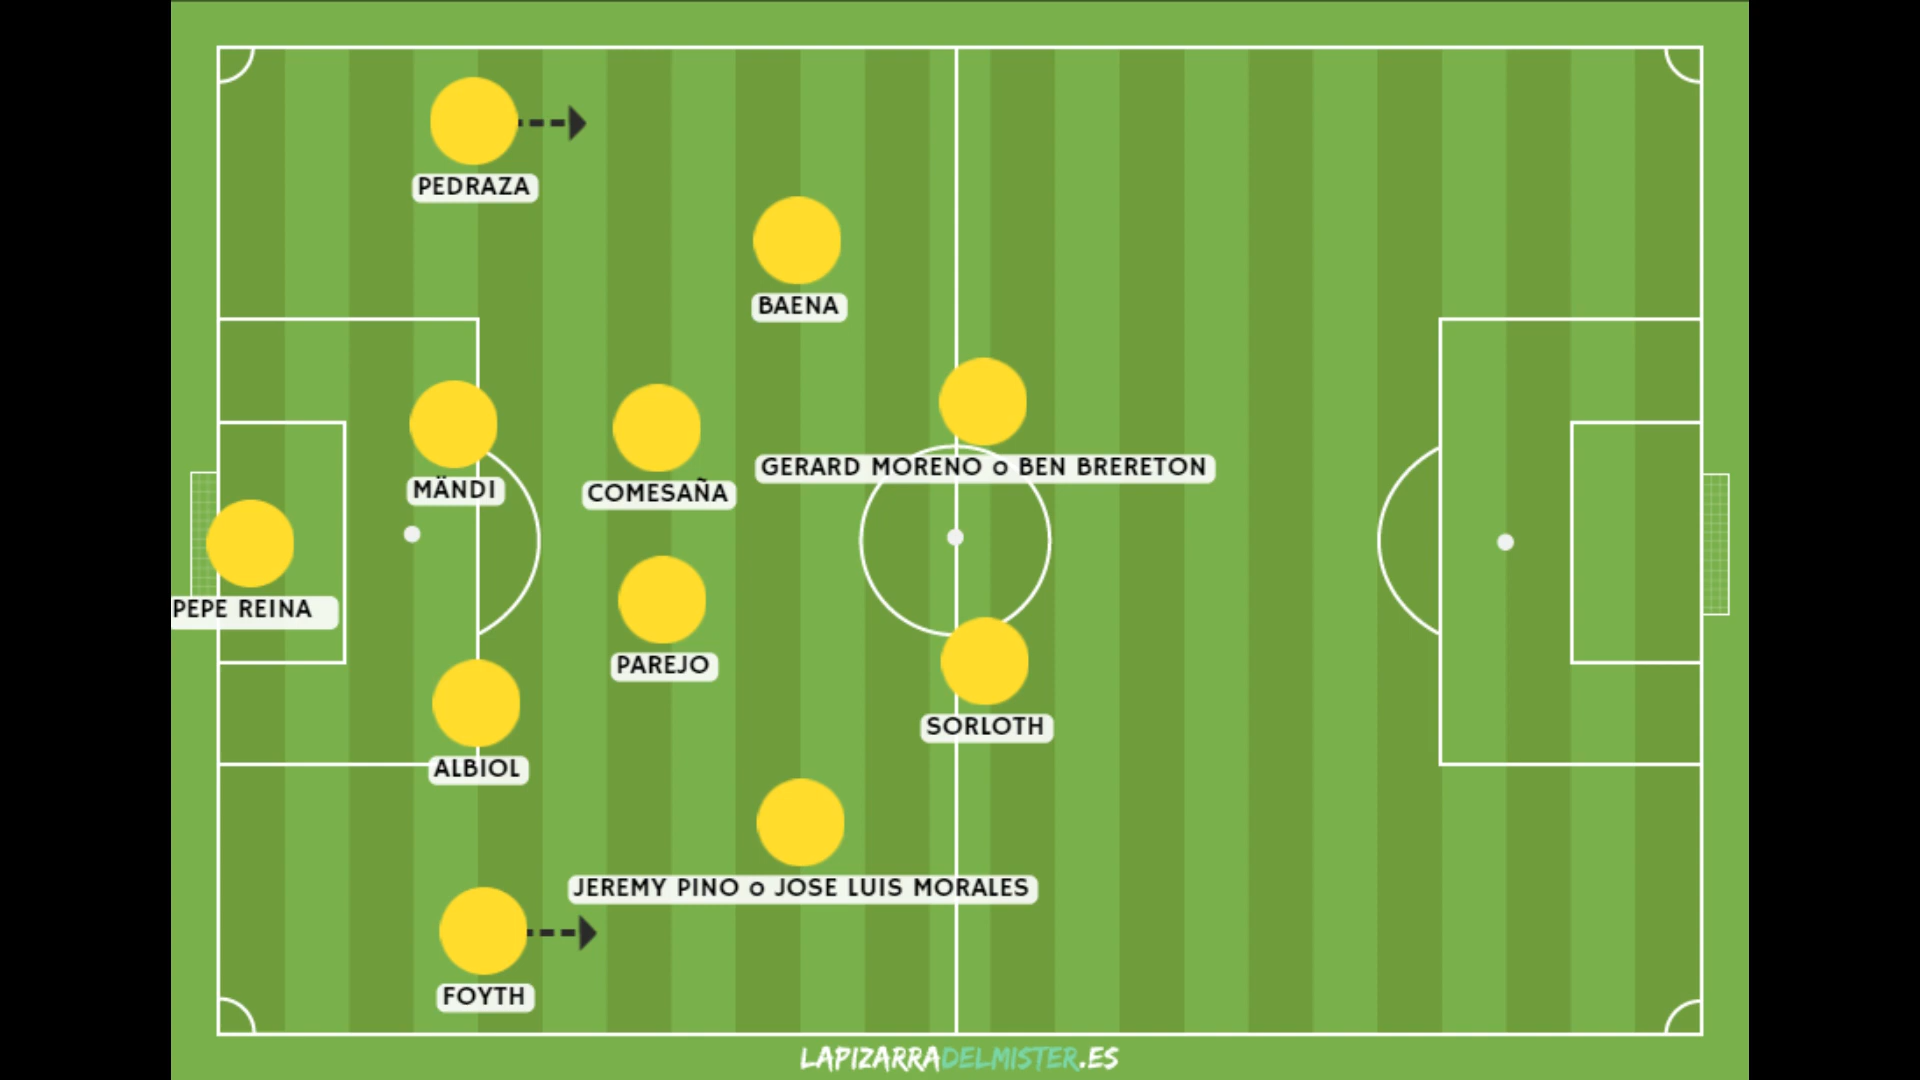 PEDRAZA
BAENA
GERARD MORENO o BEN BRERETON
MÄNDI
COMESAÑA
PEPE REINA
PAREJO
SORLOTH
ALBIOL
JEREMY PINO o JOSE LUIS MORALES
FOYTH
LAPIZARRADELMISTER.ES